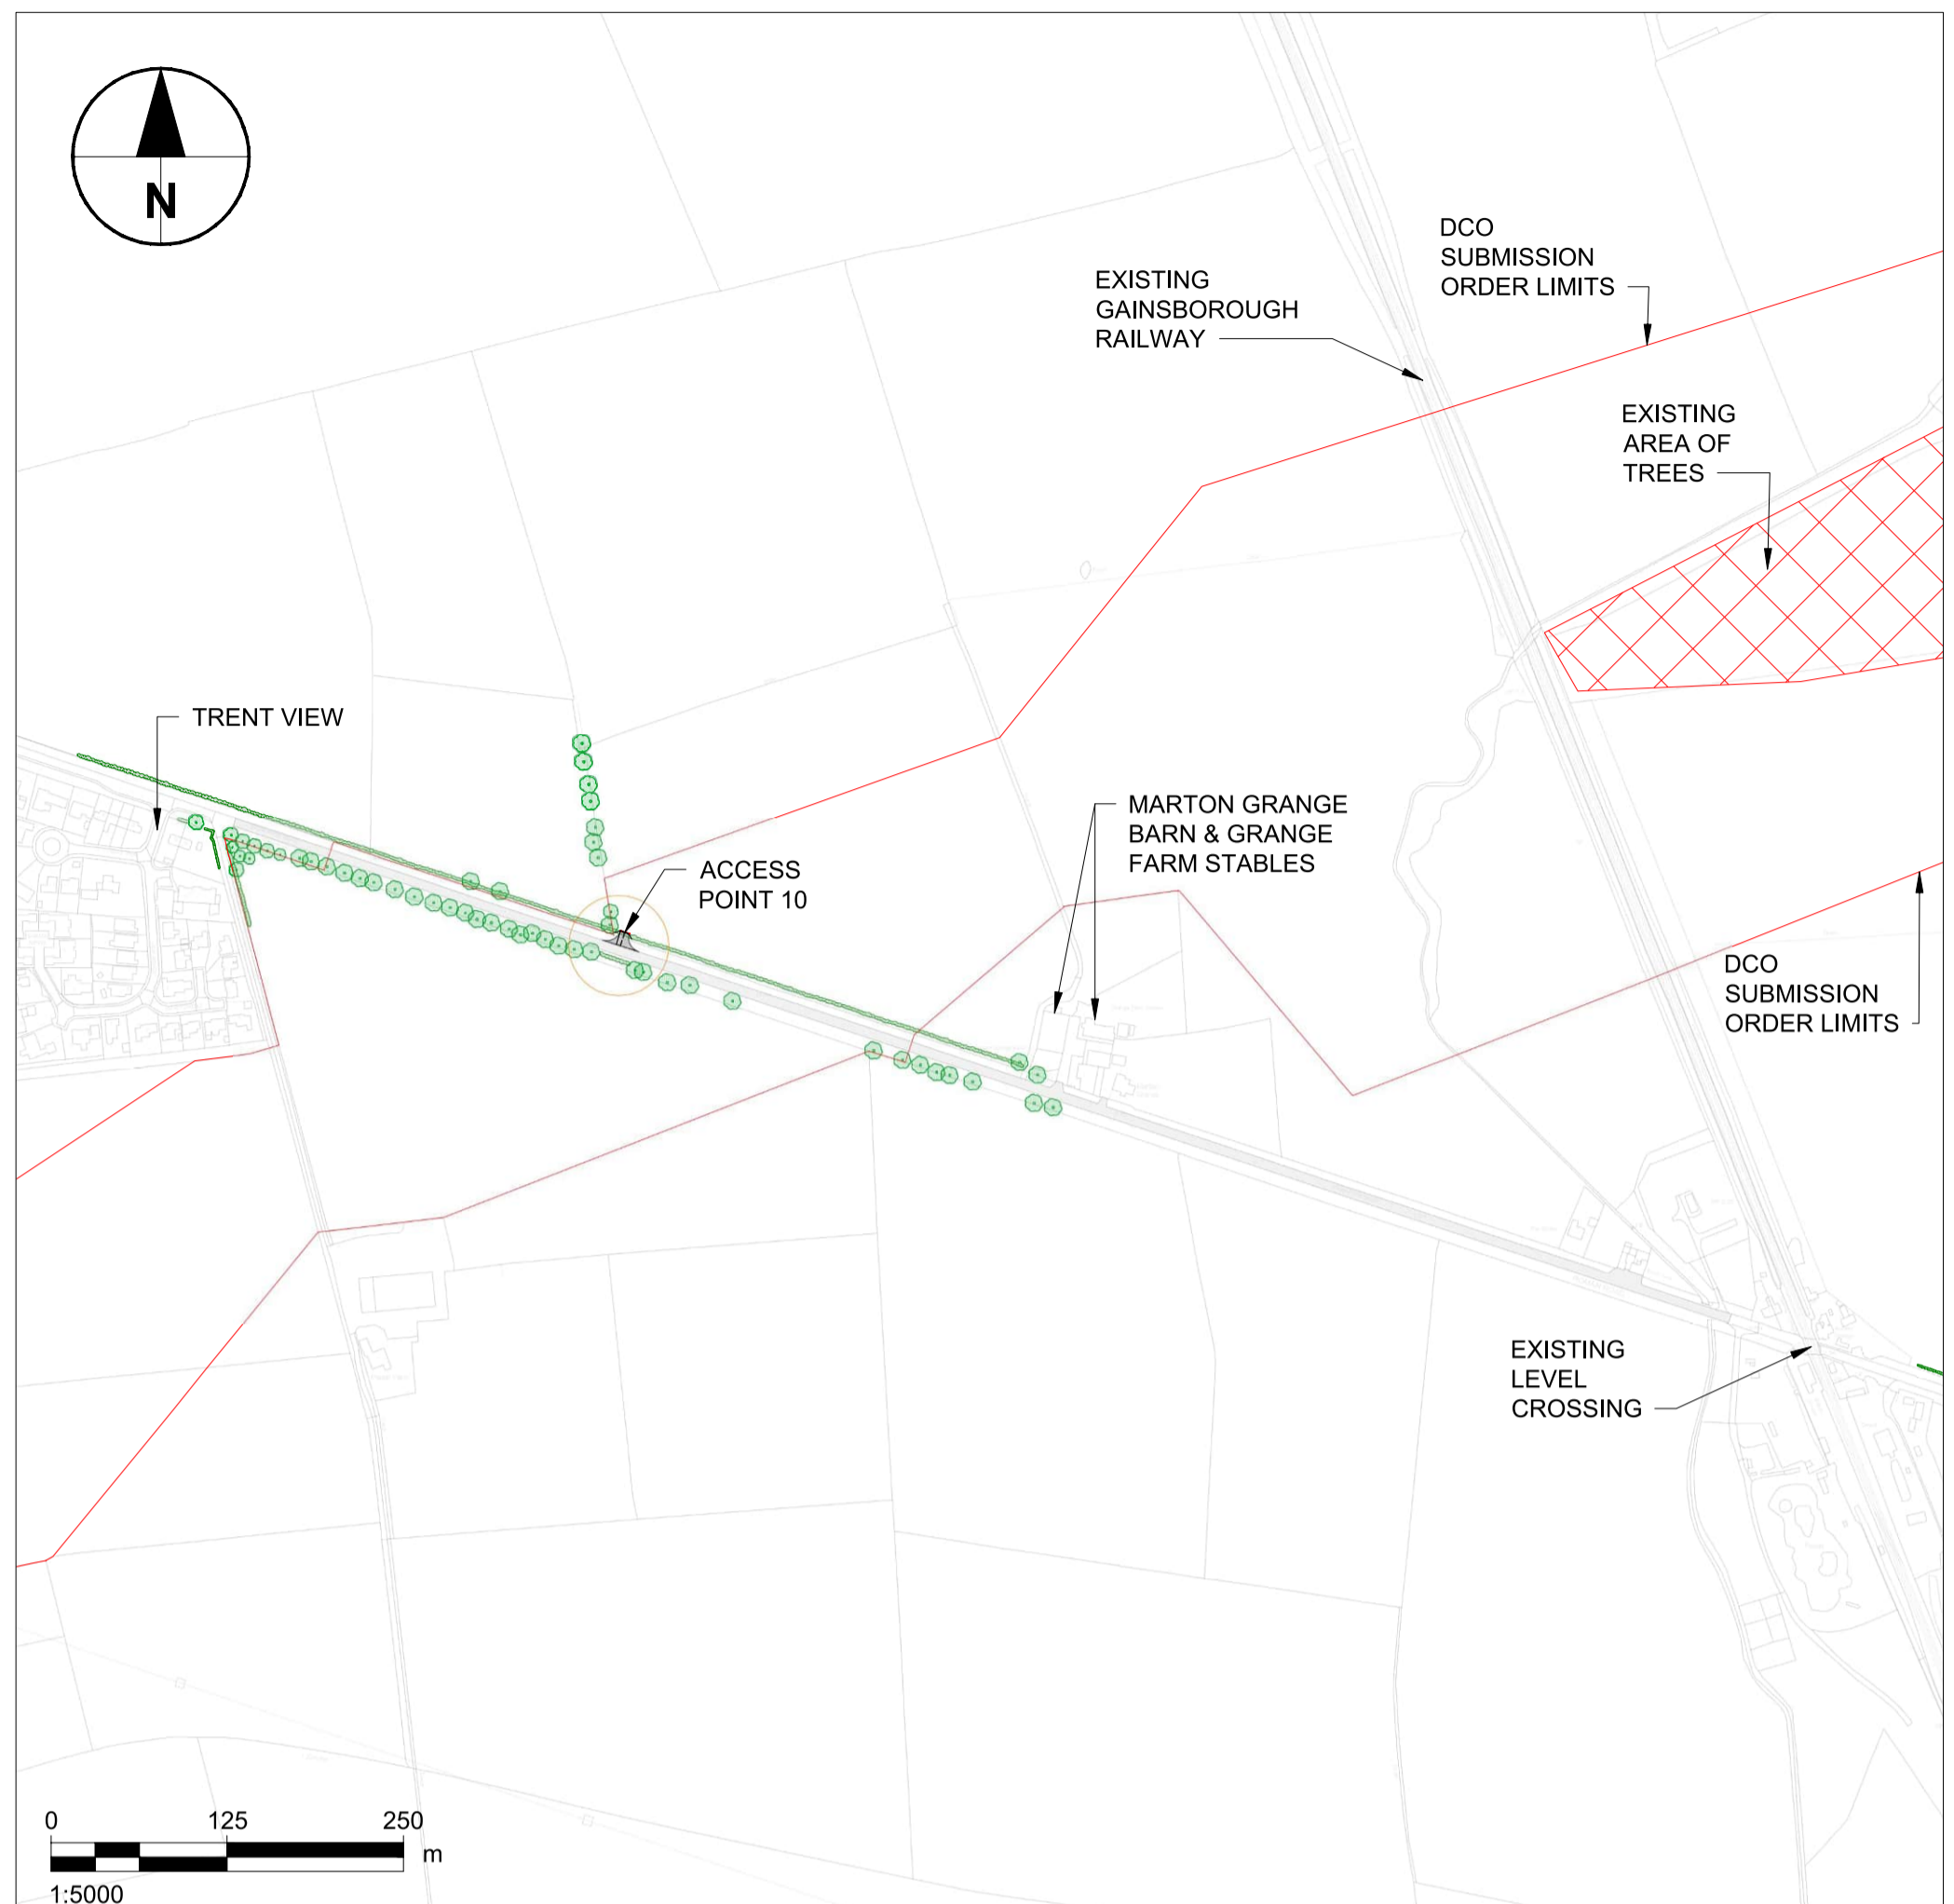 N
DCO
SUBMISSION
ORDER LIMITS
EXISTING
GAINSBOROUGH
RAILWAY
EXISTING
AREA OF
TREES
TRENT VIEW
MARTON GRANGE
BARN & GRANGE
FARM STABLES
ACCESS
POINT 10
DCO
SUBMISSION
ORDER LIMITS
EXISTING
LEVEL
CROSSING
0 125 250
m
1:5000